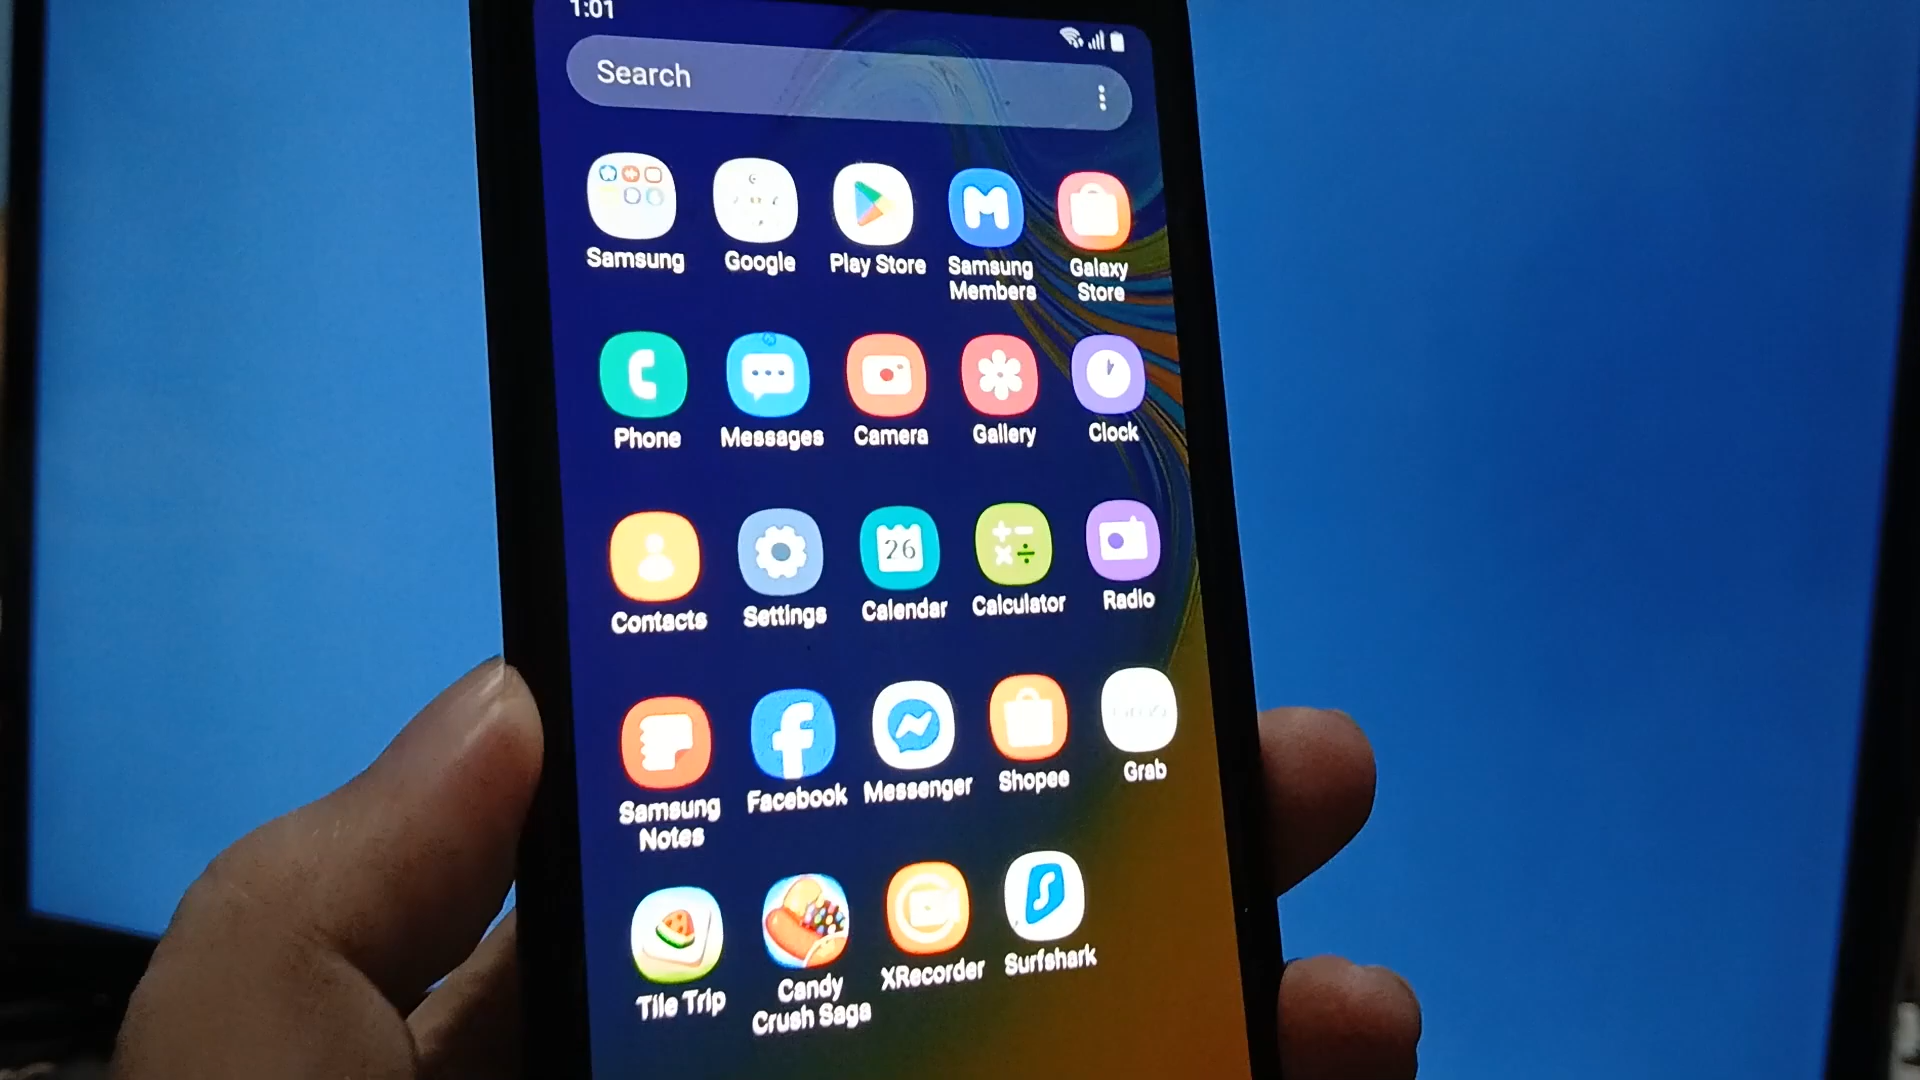 1:01
Search
Samsung
Google
Play Store
Samsung
Members
Galaxy
Store
Phone
Messages
Camera
Gallery
Clock
26
Contacts
Settings
Calendar
Calculator
Radio
Samsung
Notes
Facebook
Messenger
Shopee
Grab
Tile Trip
Candy
Crush Saga
XRecorder
Surfshark